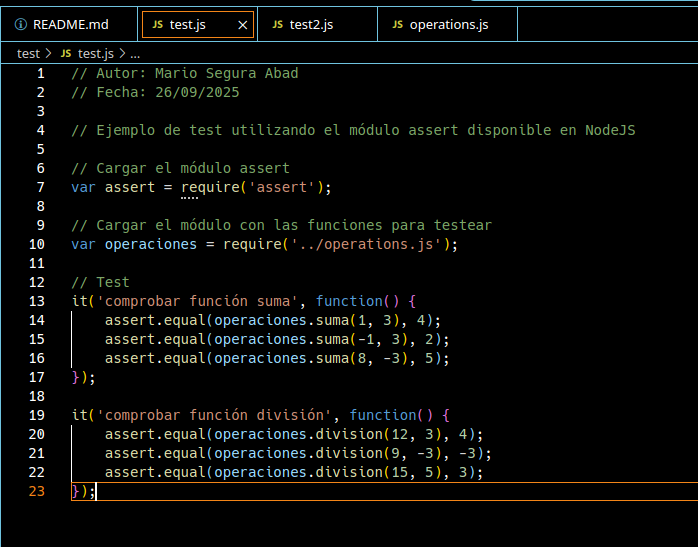 README.md JS test.js JS test2.js JS operations.js
test > JS test.js > ...
1 // Autor: Mario Segura Abad
2 // Fecha: 26/09/2025
3
4 // Ejemplo de test utilizando el módulo assert disponible en NodeJS
5
6 // Cargar el módulo assert
7 var assert = require('assert');
8
9 // Cargar el módulo con las funciones para testear
10 var operaciones = require('../operations.js');
11
12 // Test
13 it('comprobar función suma', function() {
14     assert.equal(operaciones.suma(1, 3), 4);
15     assert.equal(operaciones.suma(-1, 3), 2);
16     assert.equal(operaciones.suma(8, -3), 5);
17 });
18
19 it('comprobar función división', function() {
20     assert.equal(operaciones.division(12, 3), 4);
21     assert.equal(operaciones.division(9, -3), -3);
22     assert.equal(operaciones.division(15, 5), 3);
23 });